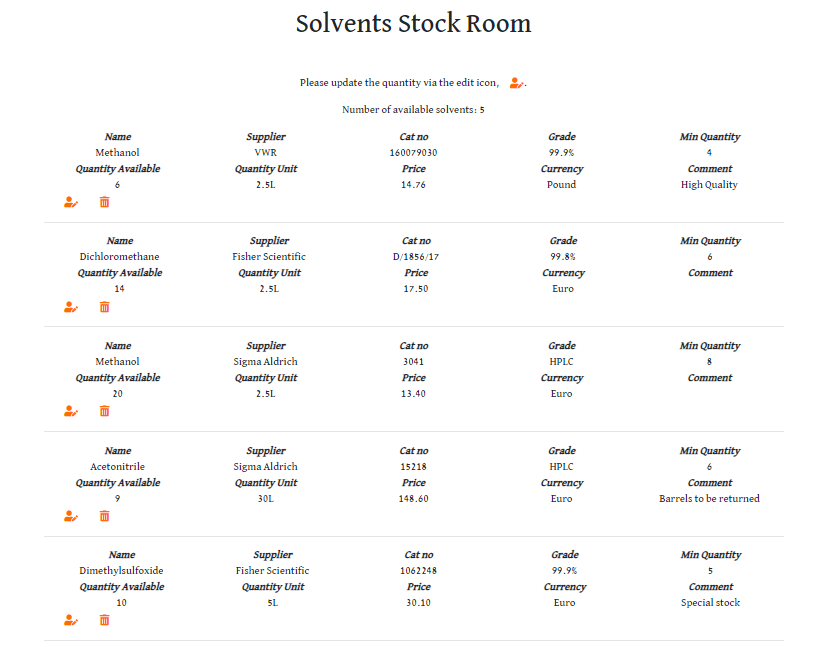 Solvents Stock Room
Please update the quantity via the edit icon, .
Number of available solvents: 5
Name Supplier Cat no Grade Min Quantity
Methanol VWR 160079030 99.9% 4
Quantity Available Quantity Unit Price Currency Comment
6 2.5L 14.76 Pound High Quality
Name Supplier Cat no Grade Min Quantity
Dichloromethane Fisher Scientific D/1856/17 99.8% 6
Quantity Available Quantity Unit Price Currency Comment
14 2.5L 17.50 Euro
Name Supplier Cat no Grade Min Quantity
Methanol Sigma Aldrich 3041 HPLC 8
Quantity Available Quantity Unit Price Currency Comment
20 2.5L 13.40 Euro
Name Supplier Cat no Grade Min Quantity
Acetonitrile Sigma Aldrich 15218 HPLC 6
Quantity Available Quantity Unit Price Currency Comment
9 30L 148.60 Euro Barrels to be returned
Name Supplier Cat no Grade Min Quantity
Dimethylsulfoxide Fisher Scientific 1062248 99.9% 5
Quantity Available Quantity Unit Price Currency Comment
10 5L 30.10 Euro Special stock